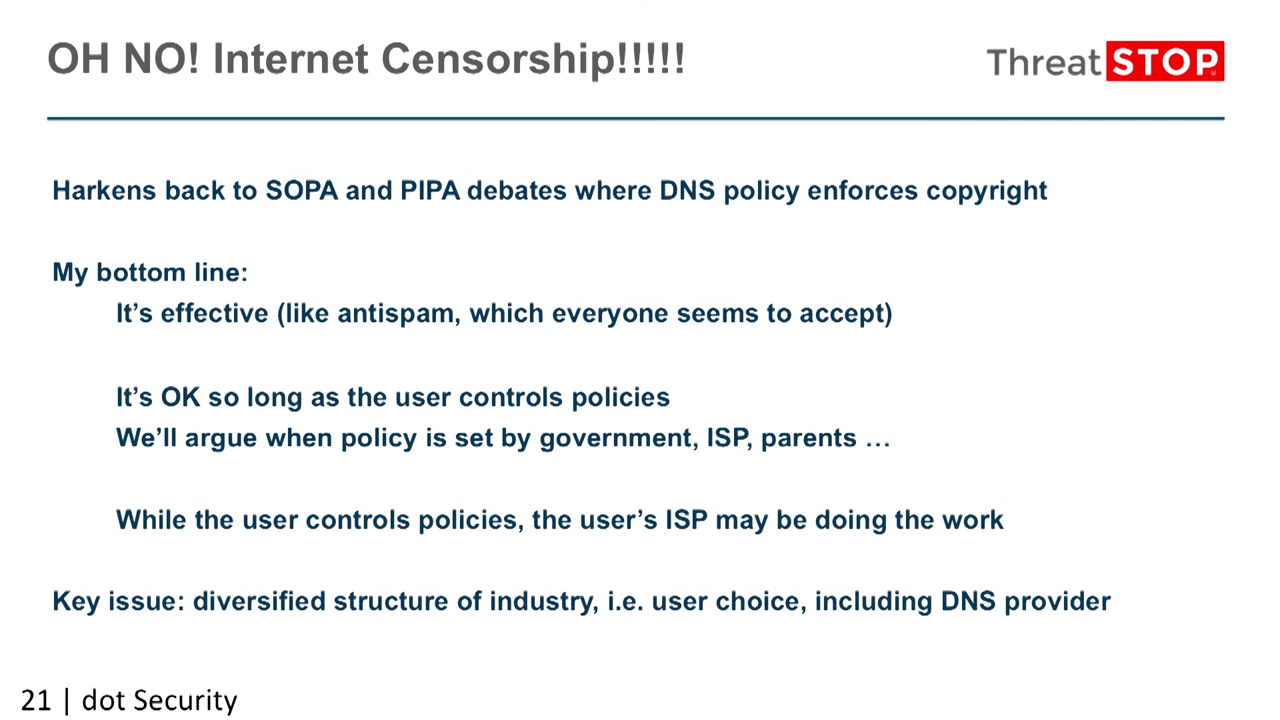 OH NO! Internet Censorship!!!!!
ThreatSTOP
Harkens back to SOPA and PIPA debates where DNS policy enforces copyright
My bottom line:
It’s effective (like antispam, which everyone seems to accept)
It’s OK so long as the user controls policies
We’ll argue when policy is set by government, ISP, parents …
While the user controls policies, the user’s ISP may be doing the work
Key issue: diversified structure of industry, i.e. user choice, including DNS provider
21 | dot Security